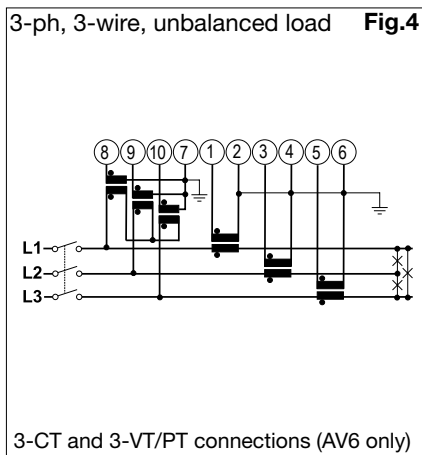 3-ph, 3-wire, unbalanced load Fig.4
8 9 10 7 1 2 3 4 5 6
L1
L2
L3
3-CT and 3-VT/PT connections (AV6 only)